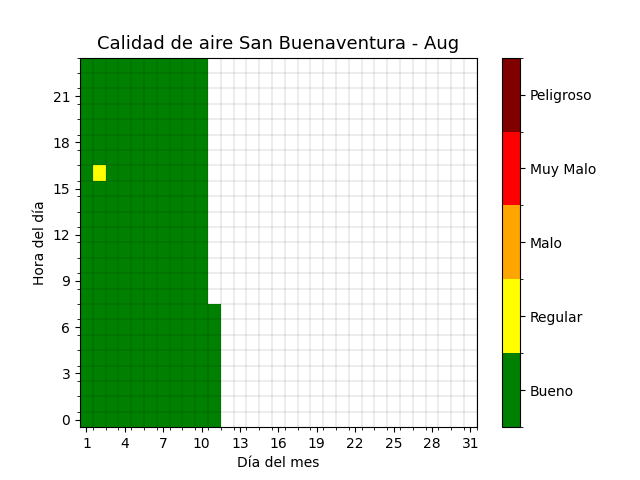 Calidad de aire San Buenaventura - Aug
Hora del día
21
18
15
12
9
6
3
0
1 4 7 10 13 16 19 22 25 28 31
Día del mes
Peligroso
Muy Malo
Malo
Regular
Bueno